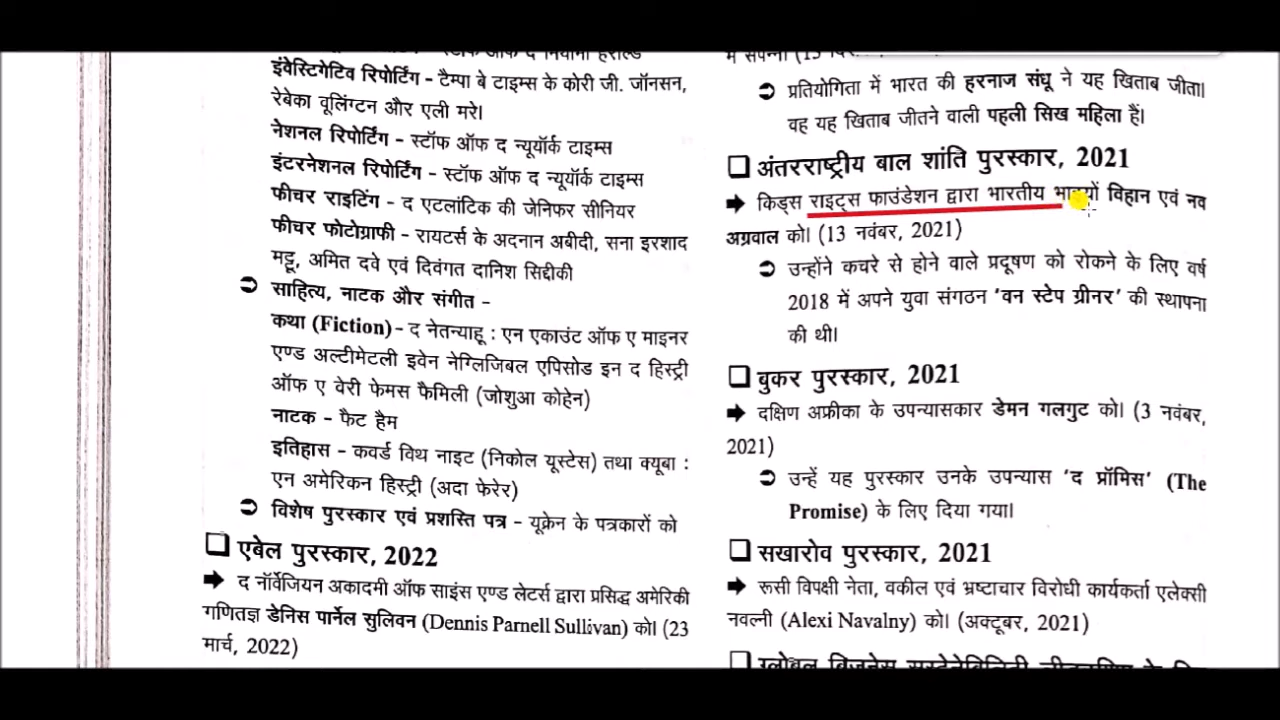 इंवेस्टिगेटिव रिपोर्टिंग – टैम्पा बे टाइम्स के कोरी जी. जॉनसन,
रेबेका वूलिंग्टन और एली मरे।
नेशनल रिपोर्टिंग – स्टॉफ ऑफ द न्यूयॉर्क टाइम्स
इंटरनेशनल रिपोर्टिंग – स्टॉफ ऑफ द न्यूयॉर्क टाइम्स
फीचर राइटिंग – द एटलांटिक की जेनिफर सीनियर
फीचर फोटोग्राफी – रायटर्स के अदनान अबीदी, सना इरशाद
मट्टू, अमित दवे एवं दिवंगत दानिश सिद्दीकी
➲ साहित्य, नाटक और संगीत –
कथा (Fiction) – द नेतन्याहू : एन एकाउंट ऑफ ए माइनर
एण्ड अल्टीमेटली इवेन नेग्लिजिबल एपिसोड इन द हिस्ट्री
ऑफ ए वेरी फेमस फैमिली (जोशुआ कोहेन)
नाटक – फैट हैम
इतिहास – कवर्ड विथ नाइट (निकोल यूस्टेस) तथा क्यूबा :
एन अमेरिकन हिस्ट्री (अदा फेरेर)
➲ विशेष पुरस्कार एवं प्रशस्ति पत्र – यूक्रेन के पत्रकारों को
❑ एबेल पुरस्कार, 2022
➡ द नॉर्वेजियन अकादमी ऑफ साइंस एण्ड लेटर्स द्वारा प्रसिद्ध अमेरिकी
गणितज्ञ डेनिस पार्नेल सुलिवन (Dennis Parnell Sullivan) को। (23
मार्च, 2022)
➲ प्रतियोगिता में भारत की हरनाज संधू ने यह खिताब जीता।
वह यह खिताब जीतने वाली पहली सिख महिला हैं।
❑ अंतरराष्ट्रीय बाल शांति पुरस्कार, 2021
➡ किड्स राइट्स फाउंडेशन द्वारा भारतीय विहान एवं नव
अग्रवाल को। (13 नवंबर, 2021)
➲ उन्होंने कचरे से होने वाले प्रदूषण को रोकने के लिए वर्ष
2018 में अपने युवा संगठन ‘वन स्टेप ग्रीनर’ की स्थापना
की थी।
❑ बुकर पुरस्कार, 2021
➡ दक्षिण अफ्रीका के उपन्यासकार डेमन गलगुट को। (3 नवंबर,
2021)
➲ उन्हें यह पुरस्कार उनके उपन्यास ‘द प्रॉमिस’ (The
Promise) के लिए दिया गया।
❑ सखारोव पुरस्कार, 2021
➡ रूसी विपक्षी नेता, वकील एवं भ्रष्टाचार विरोधी कार्यकर्ता एलेक्सी
नवल्नी (Alexi Navalny) को। (अक्टूबर, 2021)